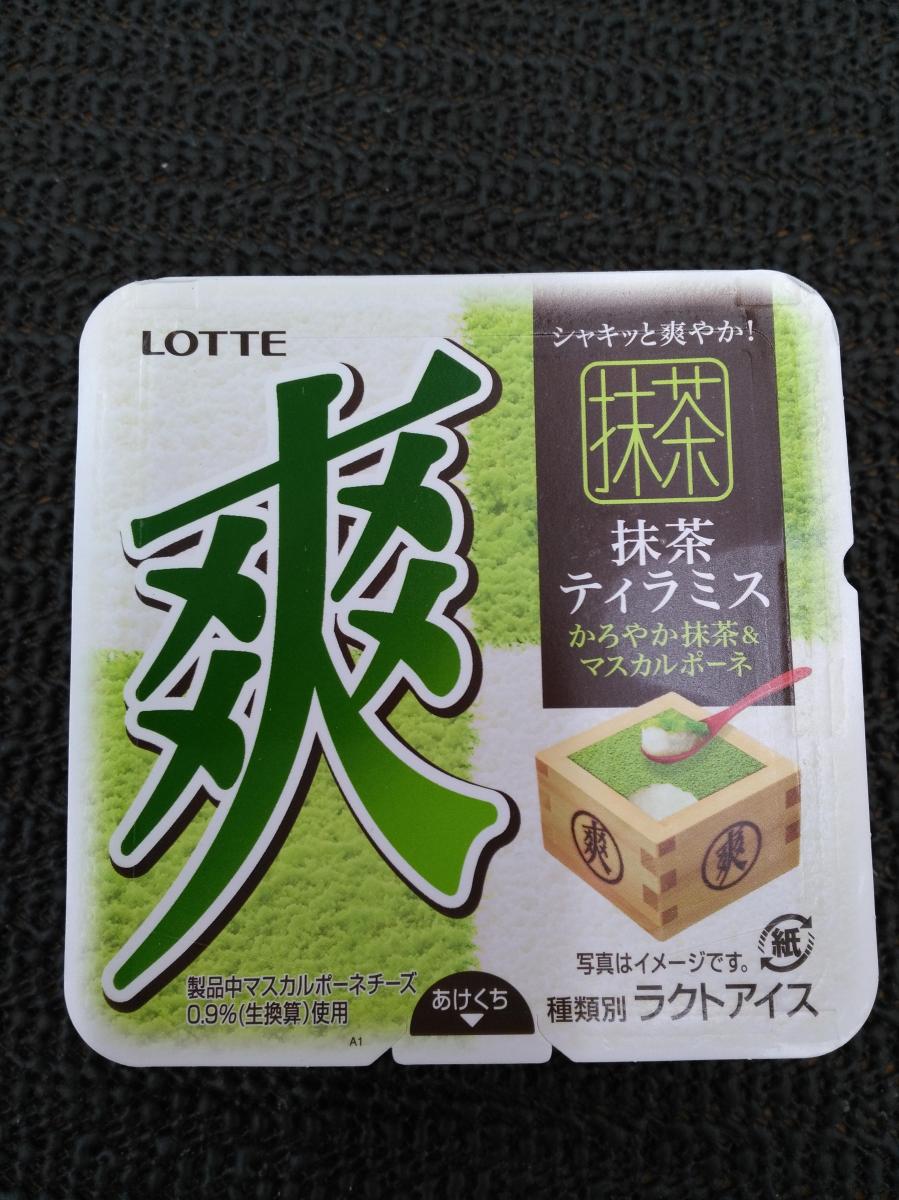 LOTTE
爽
シャキッと爽やか!
抹茶
抹茶
ティラミス
かろやか抹茶&
マスカルポーネ
爽
爽
紙
写真はイメージです。
種類別 ラクトアイス
製品中マスカルポーネチーズ
0.9%(生換算)使用
あけくち
A1